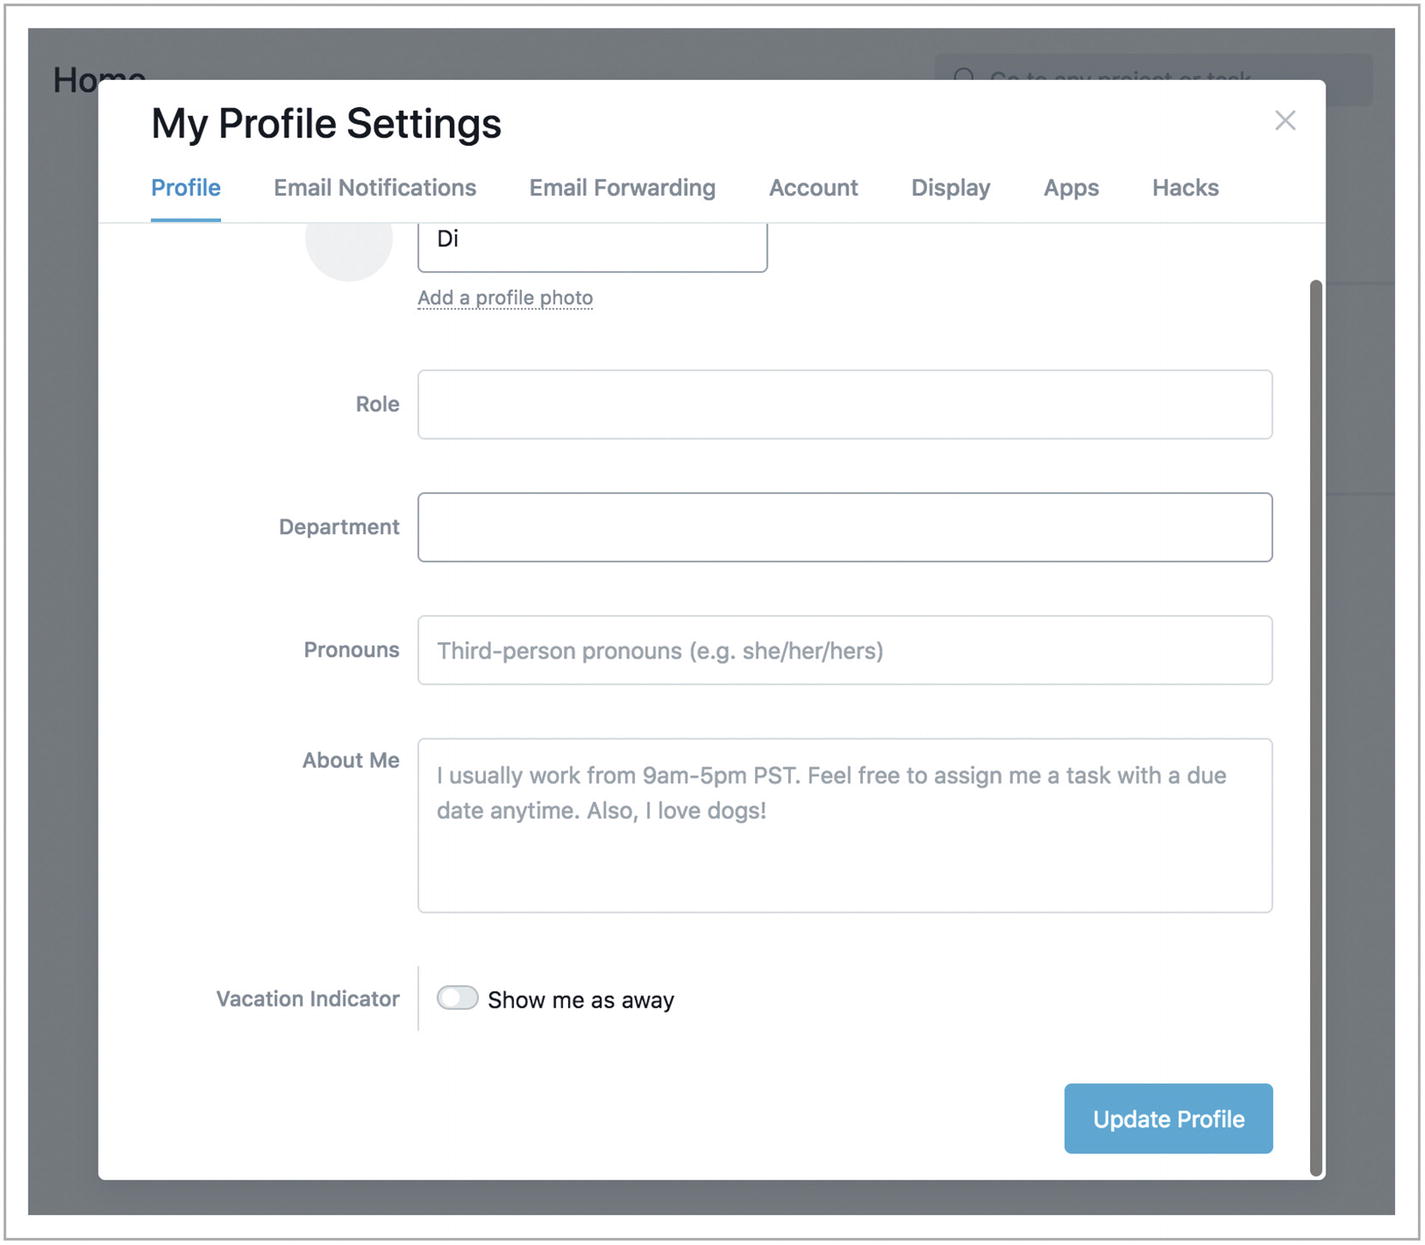 Home
Go to any project or task
My Profile Settings
Profile Email Notifications Email Forwarding Account Display Apps Hacks
Di
Add a profile photo
Role
Department
Pronouns Third-person pronouns (e.g. she/her/hers)
About Me I usually work from 9am-5pm PST. Feel free to assign me a task with a due
date anytime. Also, I love dogs!
Vacation Indicator Show me as away
Update Profile